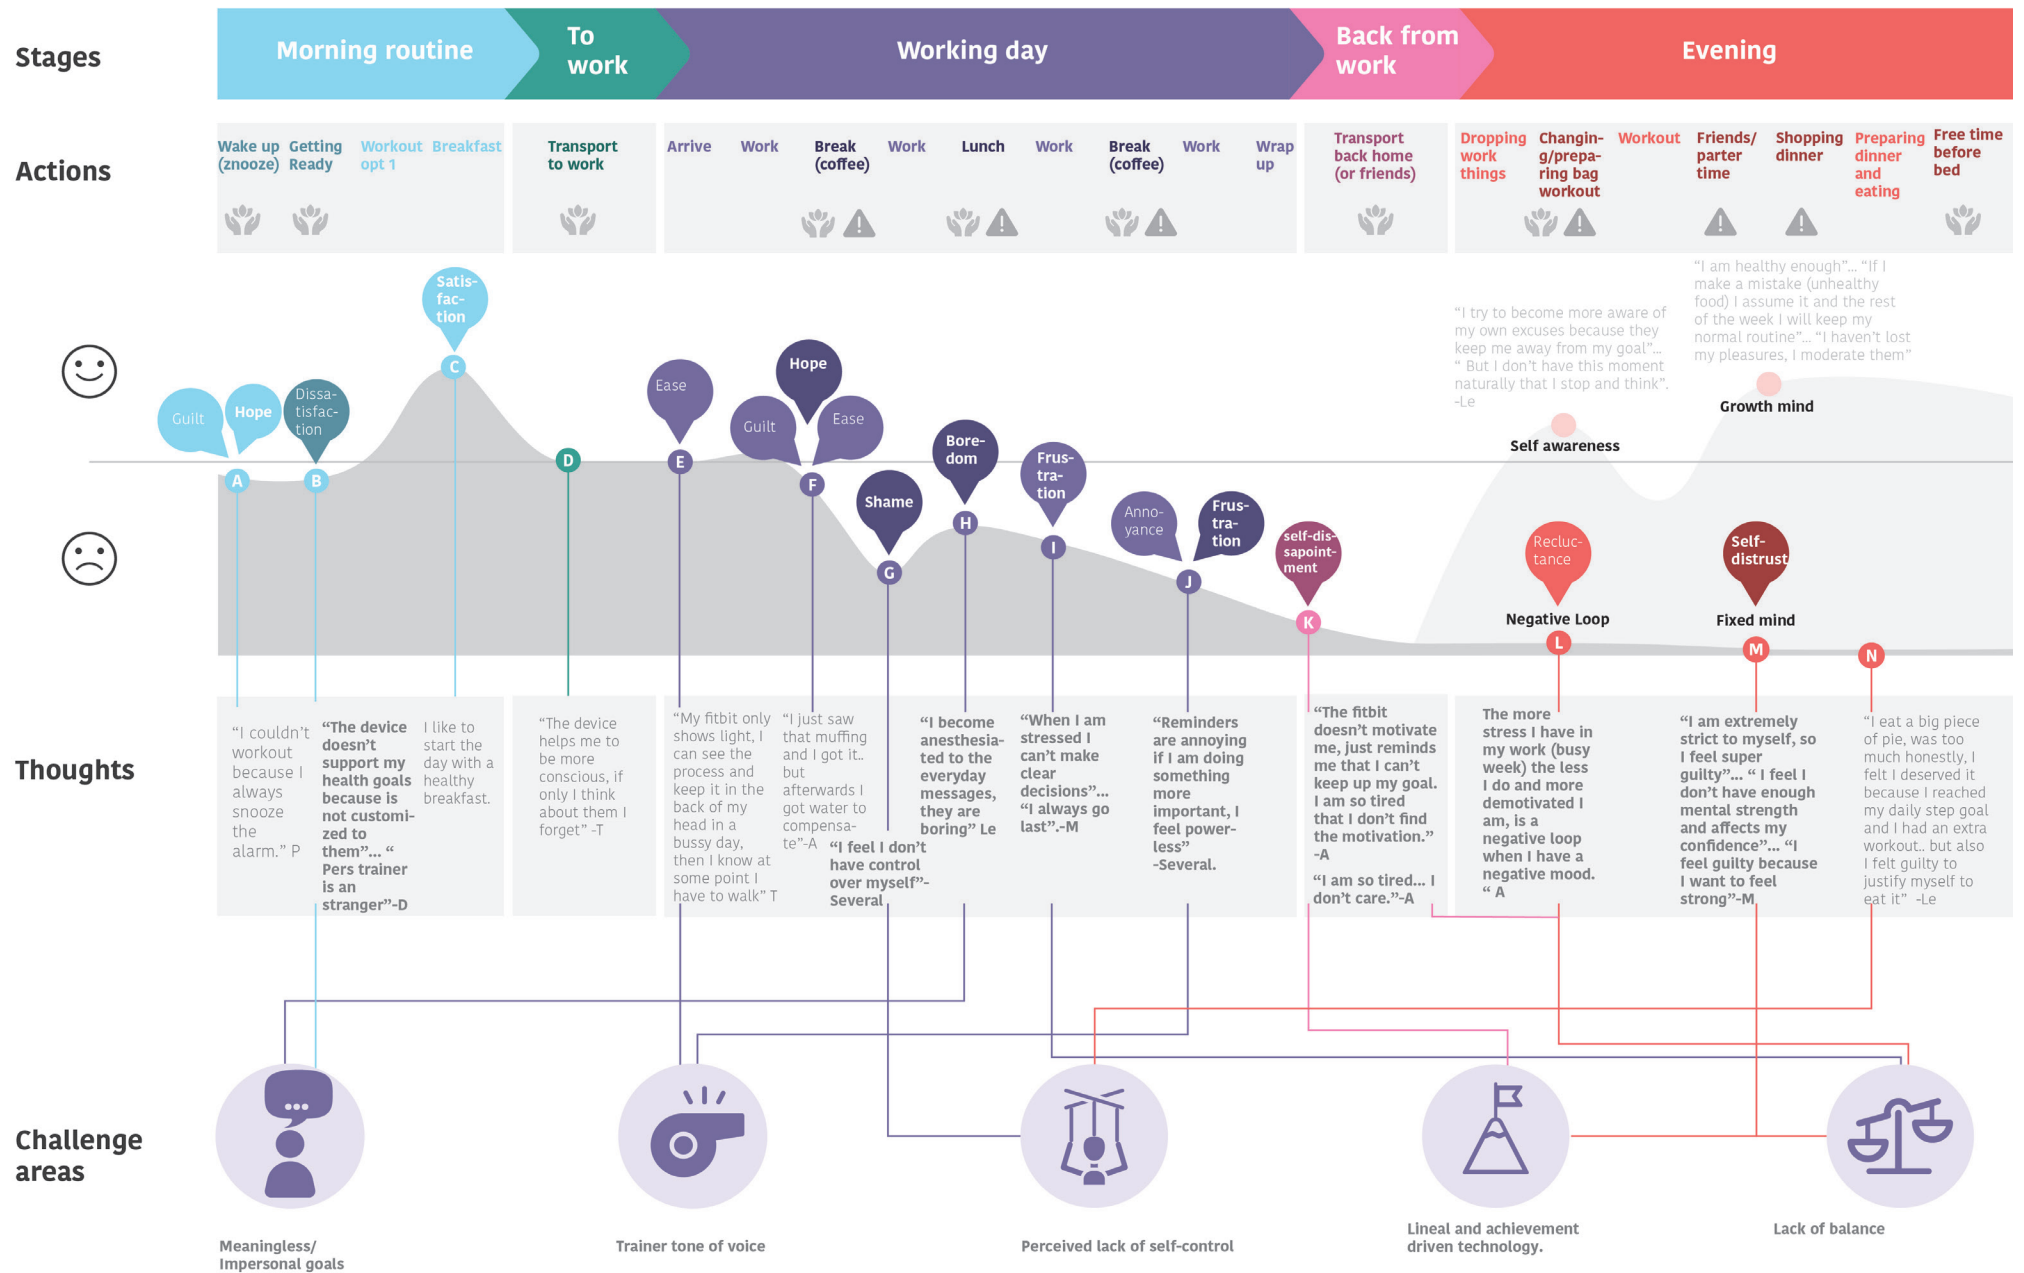 Stages
Morning routine
To
work
Working day
Back from
work
Evening
Actions
Wake up
(znooze)
Getting
Ready
Workout
opt 1
Breakfast
Transport
to work
Arrive
Work
Break
(coffee)
Work
Lunch
Work
Break
(coffee)
Work
Wrap
up
Transport
back home
(or friends)
Dropping
work
things
Changin-
g/prepa-
ring bag
workout
Workout
Friends/
parter
time
Shopping
dinner
Preparing
dinner
and
eating
Free time
before
bed
Guilt
Hope
Dissa-
tisfac-
tion
Satis-
fac-
tion
Ease
Guilt
Hope
Ease
Shame
Bore-
dom
Frus-
tra-
tion
Anno-
yance
Frus-
tra-
tion
self-dis-
sapoint-
ment
"I try to become more aware of
my own excuses because they
keep me away from my goal"...
" But I don't have this moment
naturally that I stop and think".
-Le
"I am healthy enough"... "If I
make a mistake (unhealthy
food) I assume it and the rest
of the week I will keep my
normal routine"... "I haven't lost
my pleasures, I moderate them"
Self awareness
Growth mind
Recluc-
tance
Negative Loop
Self-
distrust
Fixed mind
A
B
C
D
E
F
G
H
I
J
K
L
M
N
Thoughts
"I couldn't
workout
because I
always
snooze
the
alarm." P
"The device
doesn't
support my
health goals
because is
not customi-
zed to
them"... "
Pers trainer
is an
stranger"-D
I like to
start the
day with a
healthy
breakfast.
"The device
helps me to
be more
conscious, if
only I think
about them I
forget" -T
"My fitbit only
shows light, I
can see the
process and
keep it in the
back of my
head in a
bussy day,
then I know at
some point I
have to walk" T
"I just saw
that muffing
and I got it..
but
afterwards I
got water to
compensa-
te"-A
"I feel I don't
have control
over myself"-
Several
"I become
anesthesia-
ted to the
everyday
messages,
they are
boring" Le
"When I am
stressed I
can't make
clear
decisions"...
"I always go
last".-M
"Reminders
are annoying
if I am doing
something
more
important, I
feel power-
less"
-Several.
"The fitbit
doesn't motivate
me, just reminds
me that I can't
keep up my goal.
I am so tired
that I don't find
the motivation."
-A
"I am so tired... I
don't care."-A
The more
stress I have in
my work (busy
week) the less
I do and more
demotivated I
am, is a
negative loop
when I have a
negative mood.
" A
"I am extremely
strict to myself, so
I feel super
guilty"... " I feel I
don't have enough
mental strength
and affects my
confidence"... "I
feel guilty because
I want to feel
strong"-M
"I eat a big piece
of pie, was too
much honestly, I
felt I deserved it
because I reached
my daily step goal
and I had an extra
workout.. but also
I felt guilty to
justify myself to
eat it" -Le
Challenge
areas
Meaningless/
Impersonal goals
Trainer tone of voice
Perceived lack of self-control
Lineal and achievement
driven technology.
Lack of balance